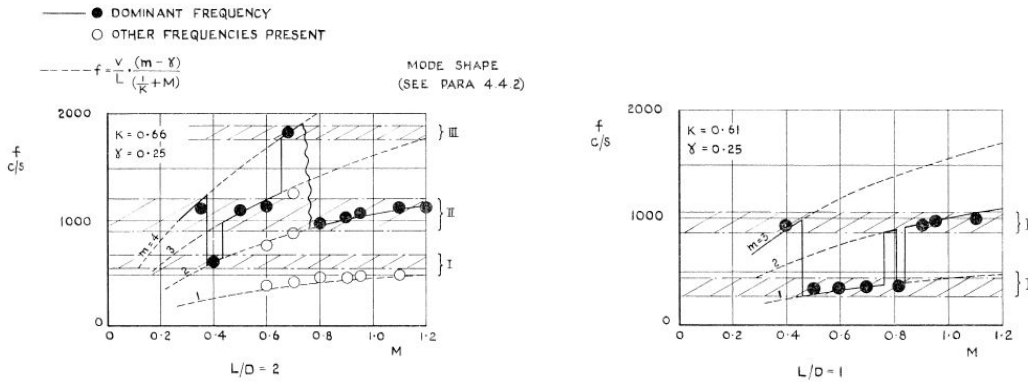 ● DOMINANT FREQUENCY
○ OTHER FREQUENCIES PRESENT
f = V/L · (m − γ)/(1/K + M)
MODE SHAPE
(SEE PARA 4.4.2)
2000
f
c/s
1000
0
K = 0.66
γ = 0.25
m = 4
3
2
1
} III
} II
} I
0 0.2 0.4 0.6 0.8 1.0 1.2
M
L/D = 2
2000
f
c/s
1000
0
K = 0.61
γ = 0.25
m=3
2
1
0 0.2 0.4 0.6 0.8 1.0 1.2
M
L/D = 1